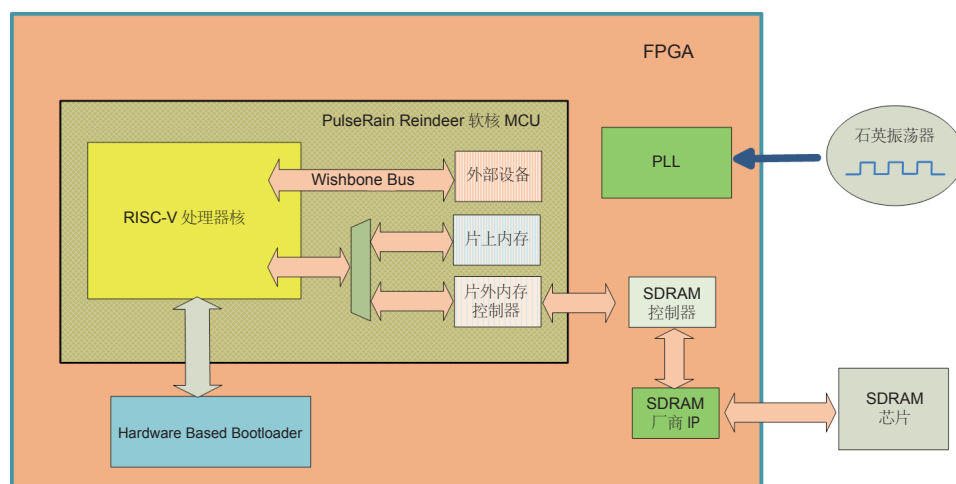 FPGA
PulseRain Reindeer 软核 MCU
石英振荡器
PLL
外部设备
Wishbone Bus
RISC-V 处理器核
片上内存
片外内存
控制器
SDRAM
控制器
SDRAM
厂商 IP
SDRAM
芯片
Hardware Based Bootloader